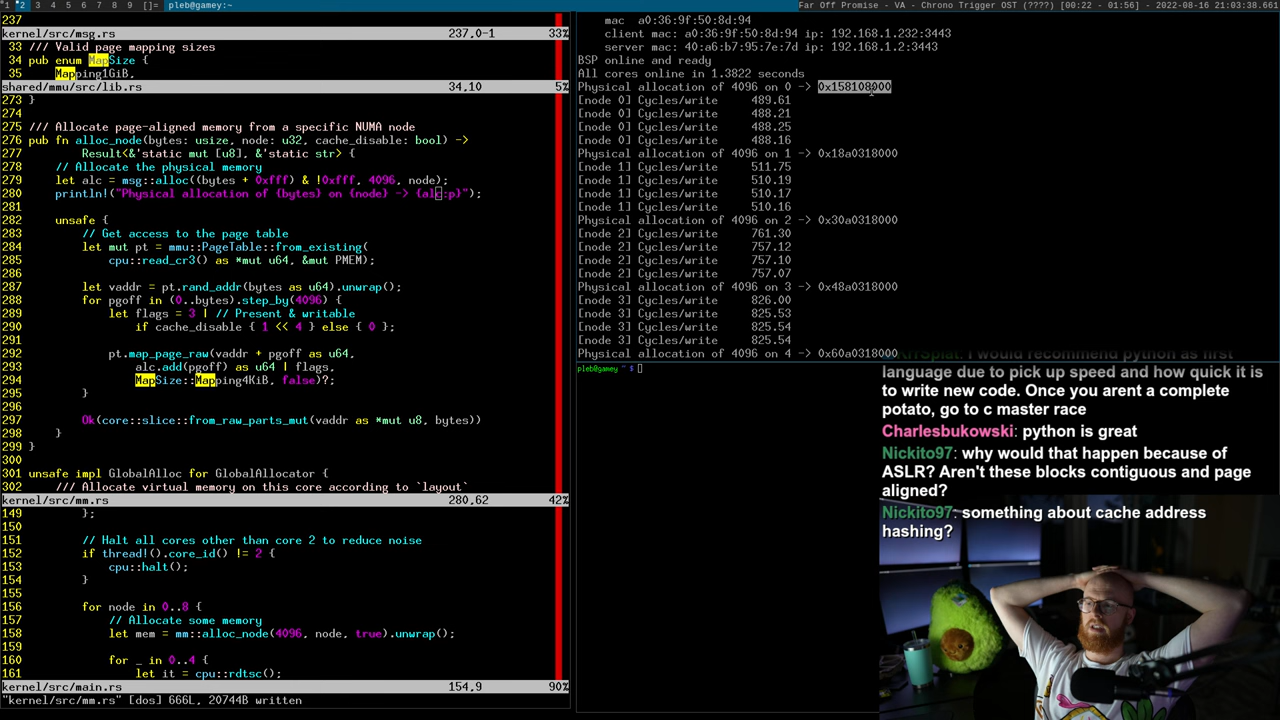 1 2 3 4 5 6 7 8 9 []= pleb@gamey:~ Far Off Promise - VA - Chrono Trigger OST (????) [00:22 - 01:56] - 2022-08-16 21:03:38.661
237
kernel/src/msg.rs 237,0-1 33%
33 /// Valid page mapping sizes
34 pub enum MapSize {
35     Mapping1GiB,
shared/mmu/src/lib.rs 34,10 5%
273 }
274
275 /// Allocate page-aligned memory from a specific NUMA node
276 pub fn alloc_node(bytes: usize, node: u32, cache_disable: bool) ->
277         Result<&'static mut [u8], &'static str> {
278     // Allocate the physical memory
279     let alc = msg::alloc((bytes + 0xfff) & !0xfff, 4096, node);
280     println!("Physical allocation of {bytes} on {node} -> {alc:p}");
281
282     unsafe {
283         // Get access to the page table
284         let mut pt = mmu::PageTable::from_existing(
285             cpu::read_cr3() as *mut u64, &mut PMEM);
286
287         let vaddr = pt.rand_addr(bytes as u64).unwrap();
288         for pgoff in (0..bytes).step_by(4096) {
289             let flags = 3 | // Present & writable
290                 if cache_disable { 1 << 4 } else { 0 };
291
292             pt.map_page_raw(vaddr + pgoff as u64,
293                 alc.add(pgoff) as u64 | flags,
294                 MapSize::Mapping4KiB, false)?;
295         }
296
297         Ok(core::slice::from_raw_parts_mut(vaddr as *mut u8, bytes))
298     }
299 }
300
301 unsafe impl GlobalAlloc for GlobalAllocator {
302     /// Allocate virtual memory on this core according to `layout`
kernel/src/mm.rs 280,62 42%
149     };
150
151     // Halt all cores other than core 2 to reduce noise
152     if thread!().core_id() != 2 {
153         cpu::halt();
154     }
155
156     for node in 0..8 {
157         // Allocate some memory
158         let mem = mm::alloc_node(4096, node, true).unwrap();
159
160         for _ in 0..4 {
161             let it = cpu::rdtsc();
kernel/src/main.rs 154,9 90%
"kernel/src/mm.rs" [dos] 666L, 20744B written
mac a0:36:9f:50:8d:94
client mac: a0:36:9f:50:8d:94 ip: 192.168.1.232:3443
server mac: 40:a6:b7:95:7e:7d ip: 192.168.1.2:3443
BSP online and ready
All cores online in 1.3822 seconds
Physical allocation of 4096 on 0 -> 0x158108000
[Node 0] Cycles/write 489.61
[Node 0] Cycles/write 488.21
[Node 0] Cycles/write 488.25
[Node 0] Cycles/write 488.16
Physical allocation of 4096 on 1 -> 0x18a0318000
[Node 1] Cycles/write 511.75
[Node 1] Cycles/write 510.19
[Node 1] Cycles/write 510.17
[Node 1] Cycles/write 510.16
Physical allocation of 4096 on 2 -> 0x30a0318000
[Node 2] Cycles/write 761.30
[Node 2] Cycles/write 757.12
[Node 2] Cycles/write 757.10
[Node 2] Cycles/write 757.07
Physical allocation of 4096 on 3 -> 0x48a0318000
[Node 3] Cycles/write 826.00
[Node 3] Cycles/write 825.53
[Node 3] Cycles/write 825.54
[Node 3] Cycles/write 825.54
Physical allocation of 4096 on 4 -> 0x60a0318000
pleb@gamey ~ $
I would recommend python as first
language due to pick up speed and how quick it is
to write new code. Once you arent a complete
potato, go to c master race
Charlesbukowski: python is great
Nickito97: why would that happen because of
ASLR? Aren't these blocks contiguous and page
aligned?
Nickito97: something about cache address
hashing?